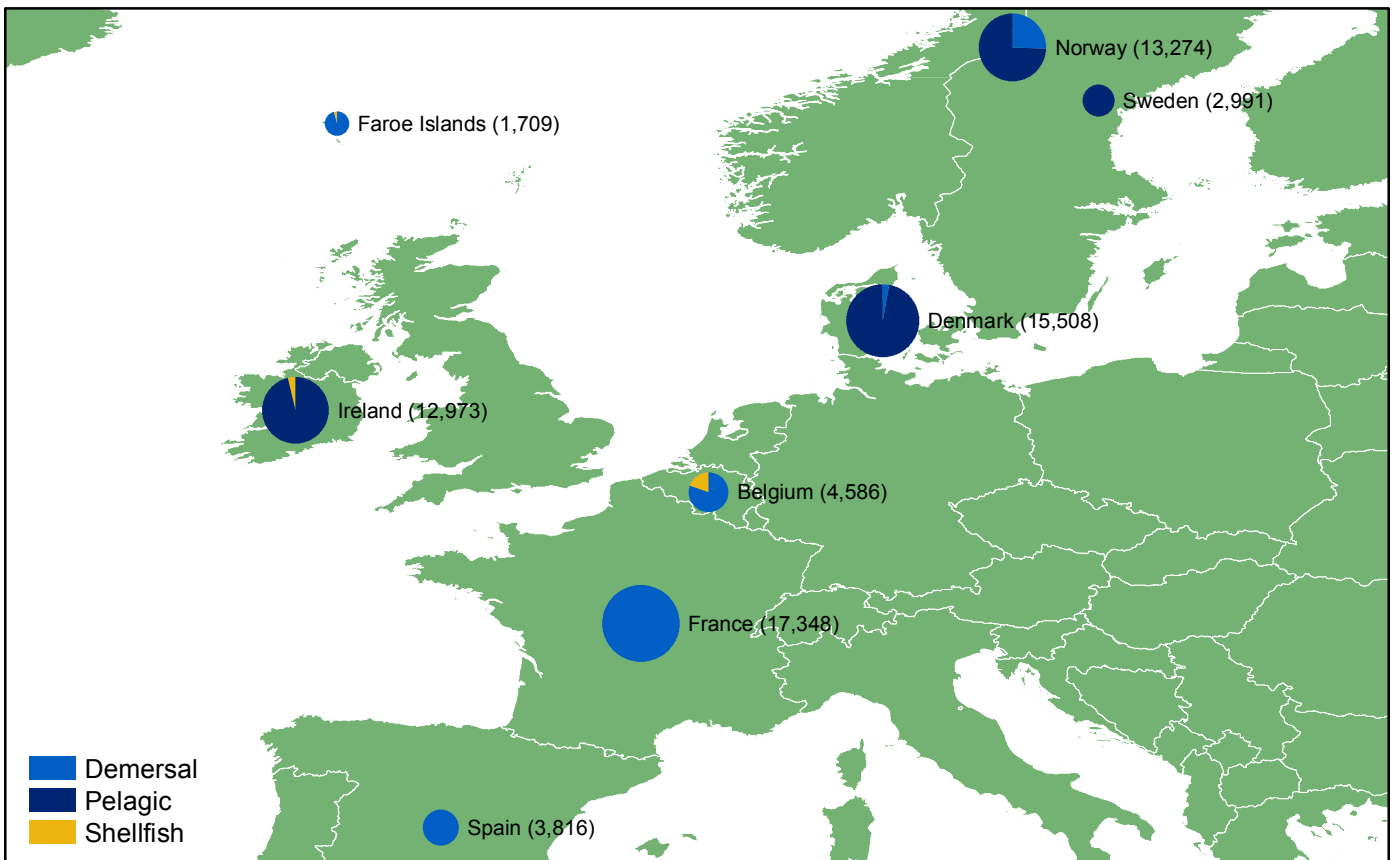 Norway (13,274)
Sweden (2,991)
Faroe Islands (1,709)
Denmark (15,508)
Ireland (12,973)
Belgium (4,586)
France (17,348)
Demersal
Pelagic
Shellfish
Spain (3,816)